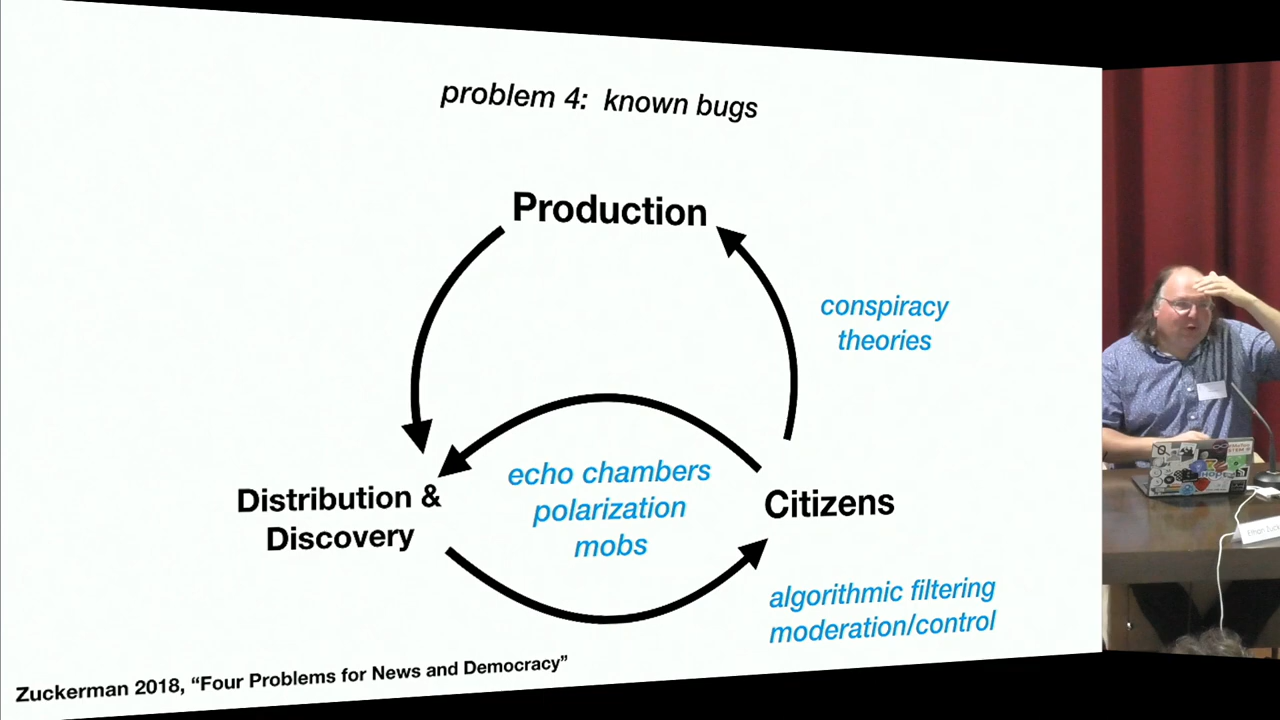 problem 4: known bugs
Production
conspiracy
theories
echo chambers
polarization
mobs
Distribution &
Discovery
Citizens
algorithmic filtering
moderation/control
Zuckerman 2018, “Four Problems for News and Democracy”